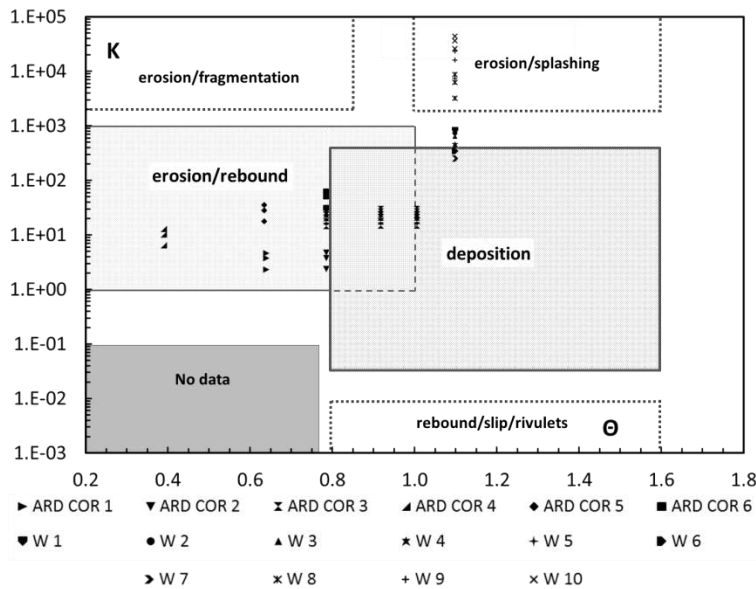 1.E+05
K
erosion/fragmentation
erosion/splashing
1.E+04
1.E+03
erosion/rebound
1.E+02
1.E+01
deposition
1.E+00
1.E-01
No data
1.E-02
rebound/slip/rivulets
Θ
1.E-03
0.2 0.4 0.6 0.8 1.0 1.2 1.4 1.6 1.8
ARD COR 1 ARD COR 2 ARD COR 3 ARD COR 4 ARD COR 5 ARD COR 6
W 1 W 2 W 3 W 4 W 5 W 6
W 7 W 8 W 9 W 10